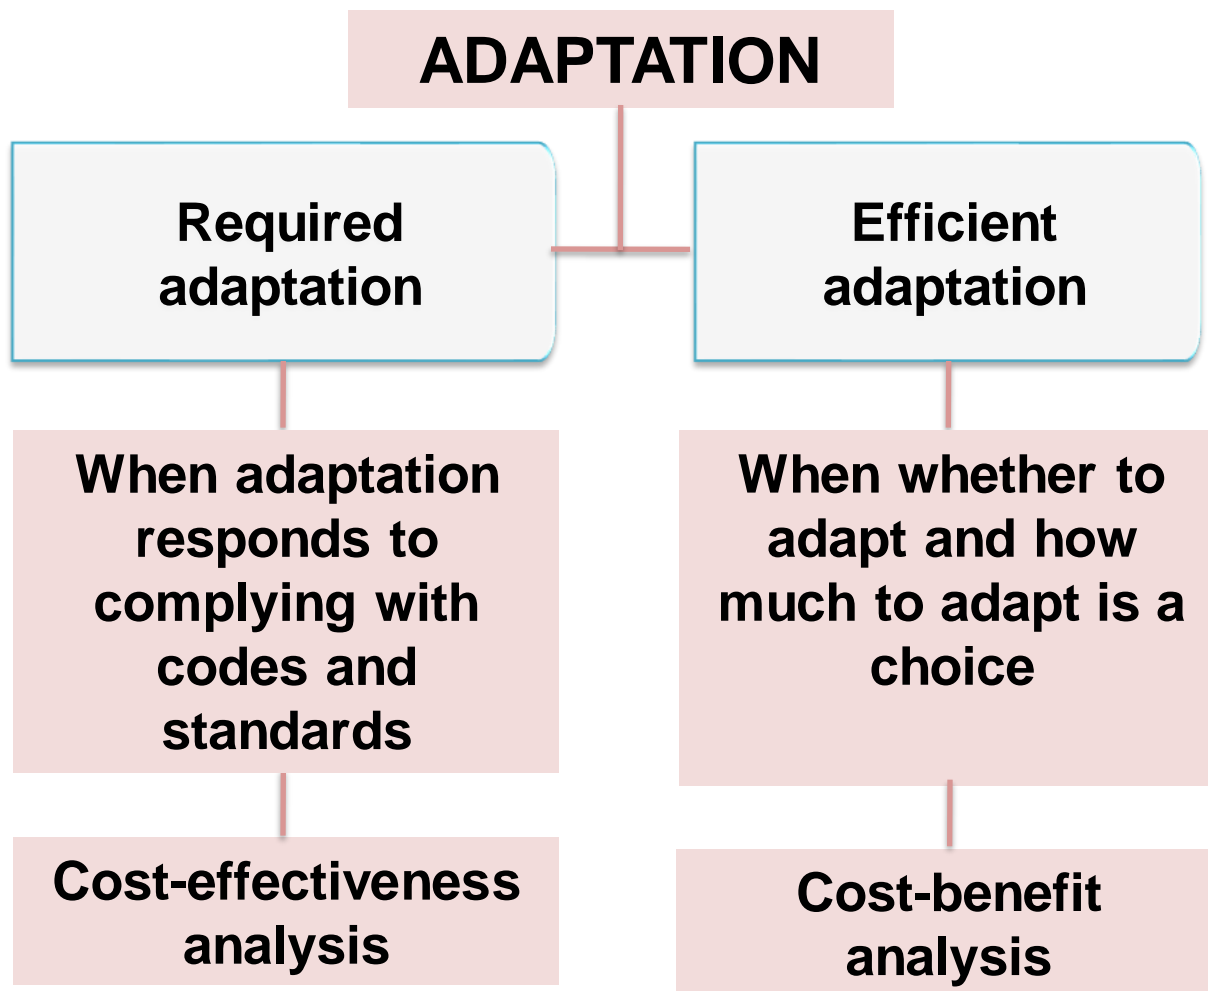 ADAPTATION
Required
adaptation
Efficient
adaptation
When adaptation
responds to
complying with
codes and
standards
When whether to
adapt and how
much to adapt is a
choice
Cost-effectiveness
analysis
Cost-benefit
analysis